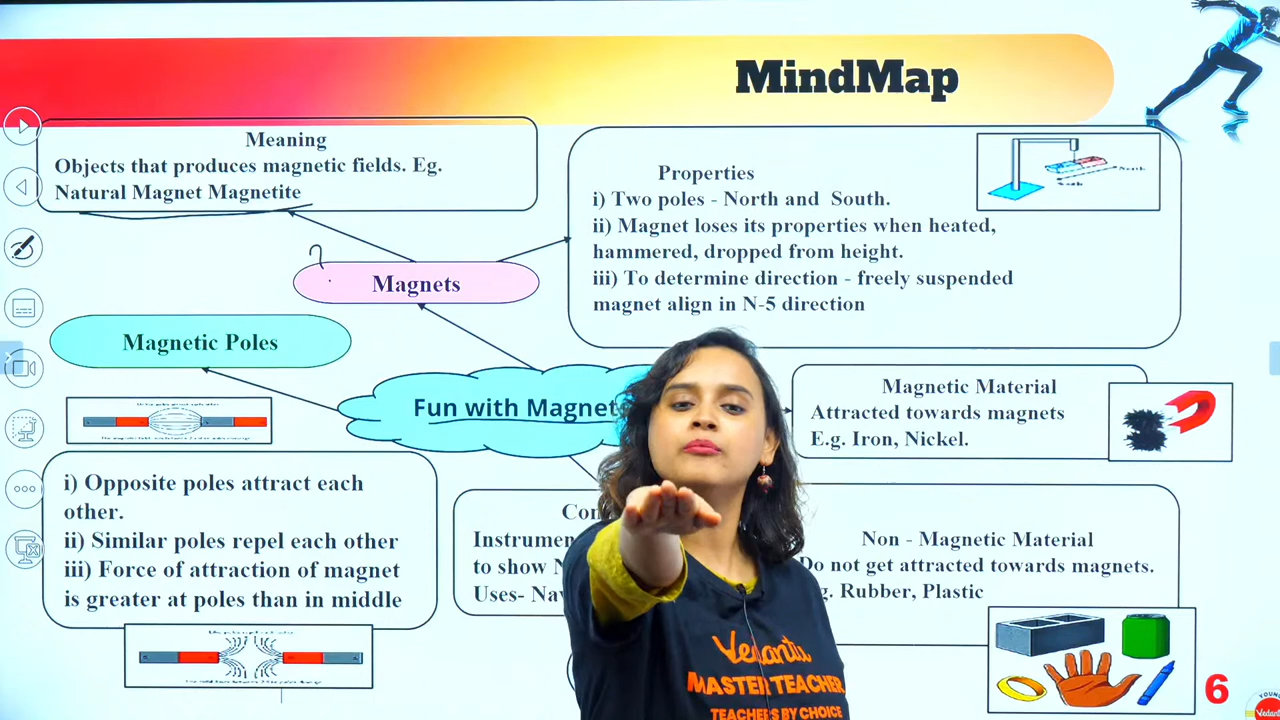 MindMap
Meaning
Objects that produces magnetic fields. Eg.
Natural Magnet Magnetite
Properties
i) Two poles - North and South.
ii) Magnet loses its properties when heated,
hammered, dropped from height.
iii) To determine direction - freely suspended
magnet align in N-5 direction
Magnets
Magnetic Poles
Fun with Magnet
Magnetic Material
Attracted towards magnets
E.g. Iron, Nickel.
i) Opposite poles attract each
other.
ii) Similar poles repel each other
iii) Force of attraction of magnet
is greater at poles than in middle
to show
Uses-
Non - Magnetic Material
Do not get attracted towards magnets.
Rubber, Plastic
Vedantu
MASTER TEACHER
TEACHERS BY CHOICE
6